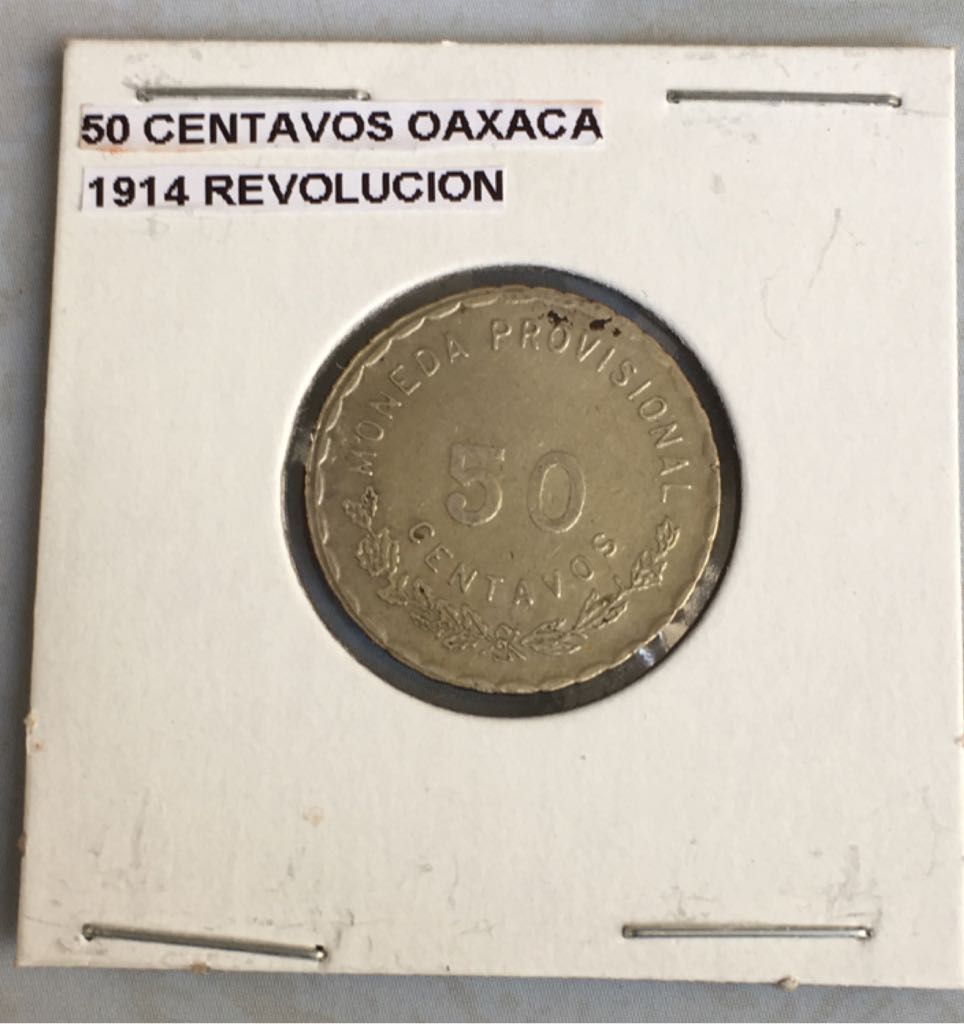 50 CENTAVOS OAXACA
1914 REVOLUCION
MONEDA PROVISIONAL
50
CENTAVOS